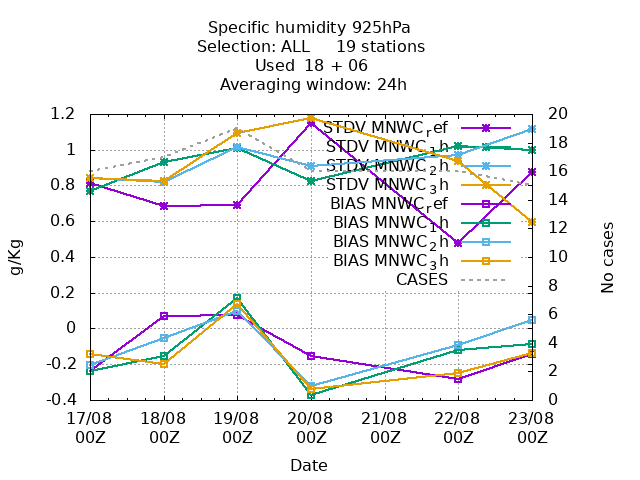 Specific humidity 925hPa
Selection: ALL 19 stations
Used 18 + 06
Averaging window: 24h
1.2
1
0.8
0.6
0.4
0.2
0
-0.2
-0.4
g/Kg
20
18
16
14
12
10
8
6
4
2
0
No cases
STDV MNWC_ref
STDV MNWC_1h
STDV MNWC_2h
STDV MNWC_3h
BIAS MNWC_ref
BIAS MNWC_1h
BIAS MNWC_2h
BIAS MNWC_3h
CASES
17/08 18/08 19/08 20/08 21/08 22/08 23/08
00Z 00Z 00Z 00Z 00Z 00Z 00Z
Date